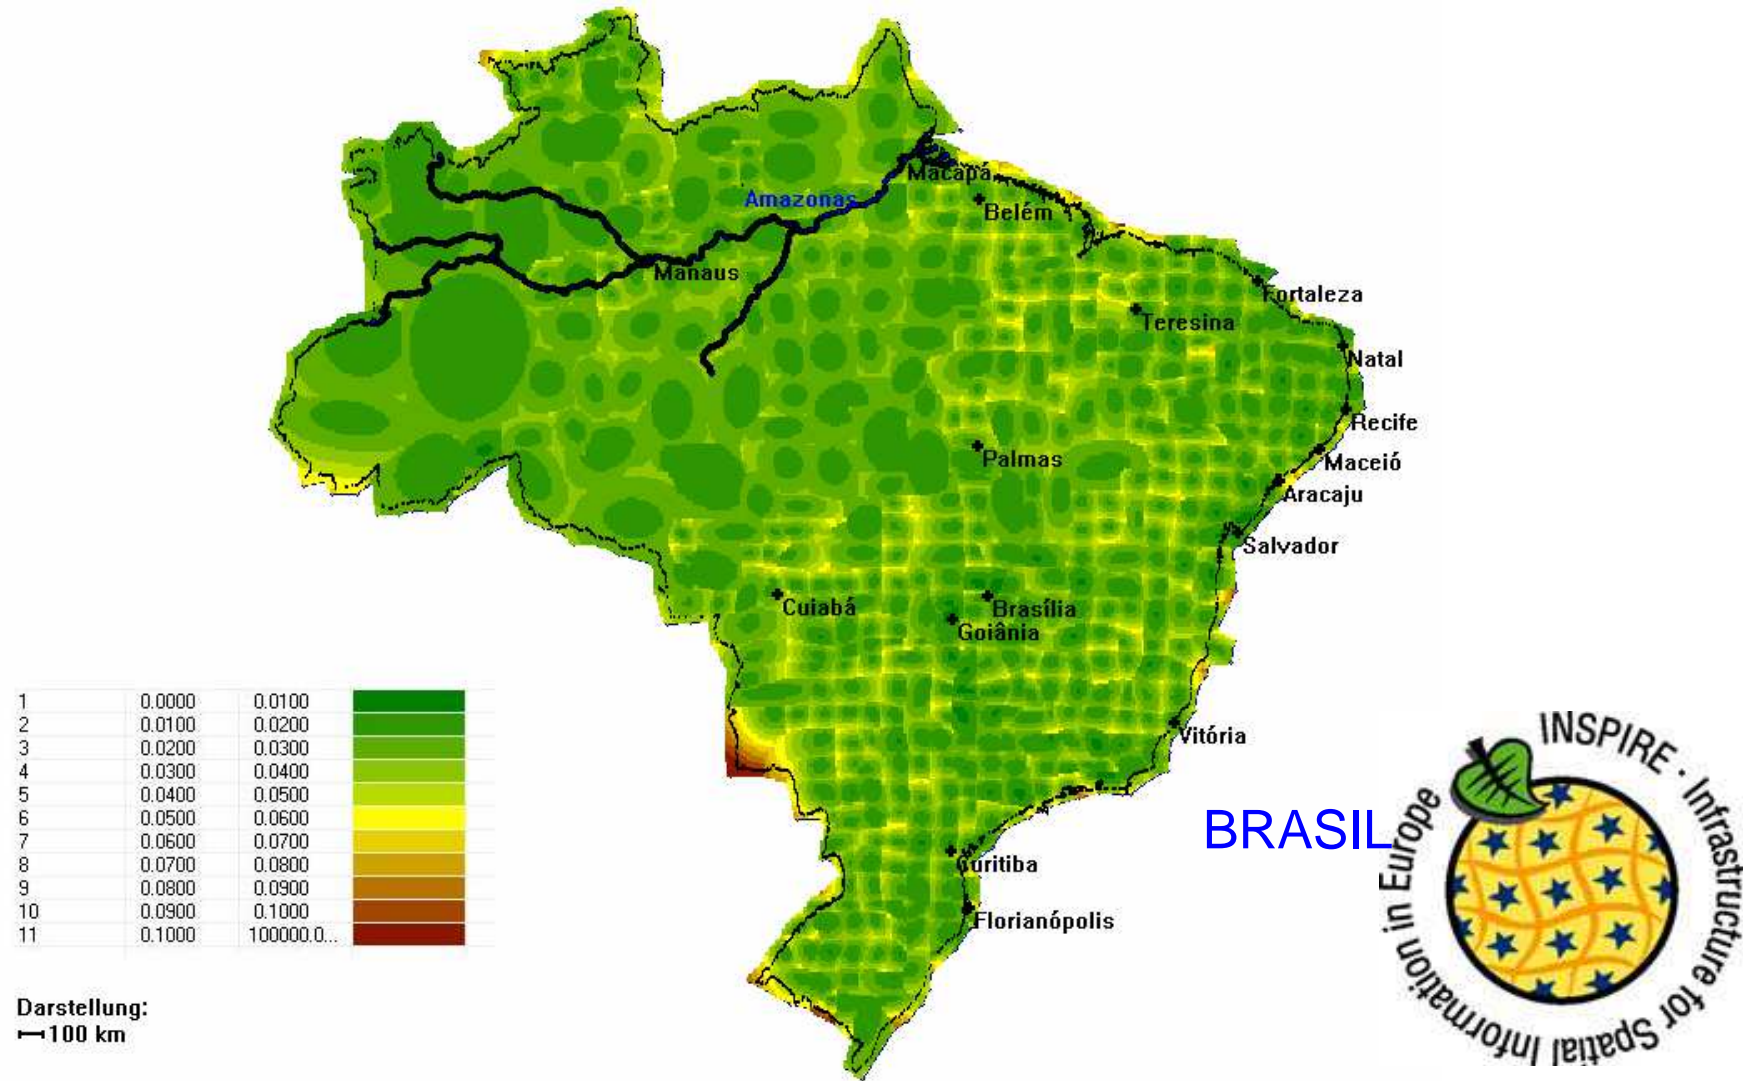 Macapá
Amazonas
Belém
Manaus
Fortaleza
Teresina
Natal
Recife
Palmas
Maceió
Aracaju
Salvador
Cuiabá
Brasília
Goiânia
Vitória
Curitiba
Florianópolis
1 0.0000 0.0100
2 0.0100 0.0200
3 0.0200 0.0300
4 0.0300 0.0400
5 0.0400 0.0500
6 0.0500 0.0600
7 0.0600 0.0700
8 0.0700 0.0800
9 0.0800 0.0900
10 0.0900 0.1000
11 0.1000 100000.0...
Darstellung:
100 km
BRASIL
INSPIRE · Infrastructure for Spatial Information in Europe